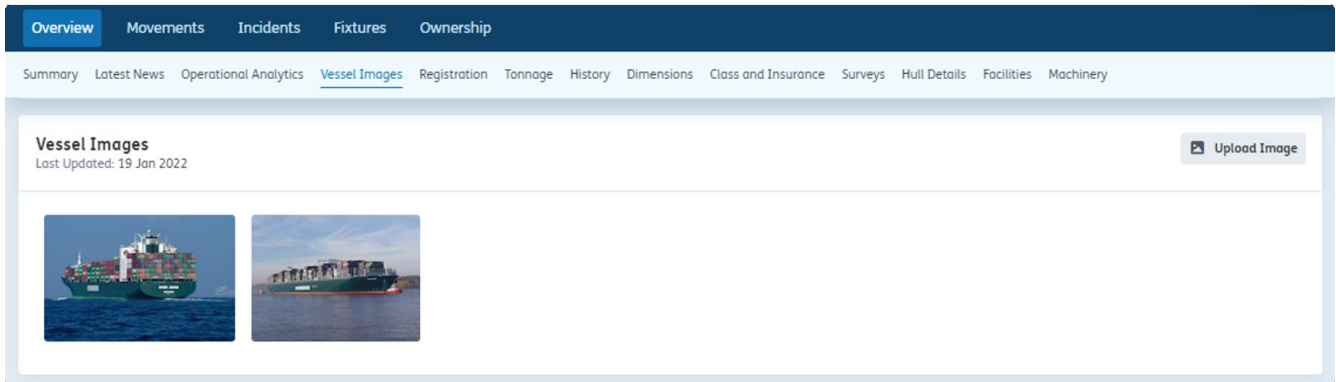 Overview Movements Incidents Fixtures Ownership
Summary Latest News Operational Analytics Vessel Images Registration Tonnage History Dimensions Class and Insurance Surveys Hull Details Facilities Machinery
Vessel Images
Last Updated: 19 Jan 2022
Upload Image